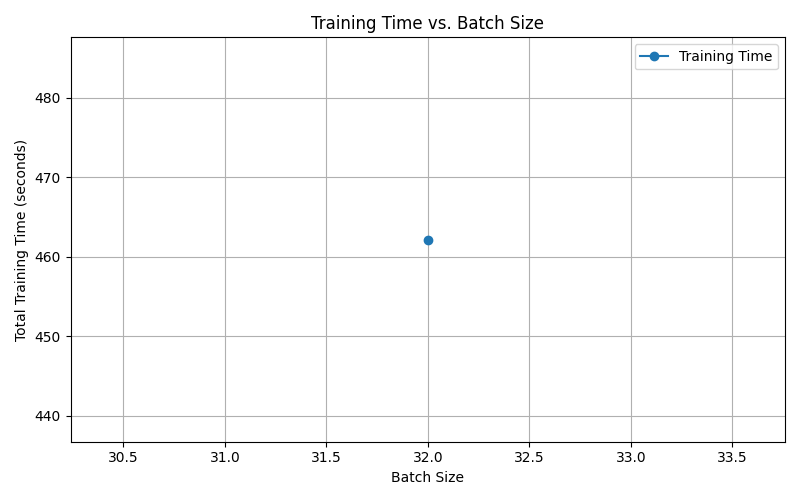 Training Time vs. Batch Size
Training Time
480
470
460
450
440
Total Training Time (seconds)
30.5 31.0 31.5 32.0 32.5 33.0 33.5
Batch Size